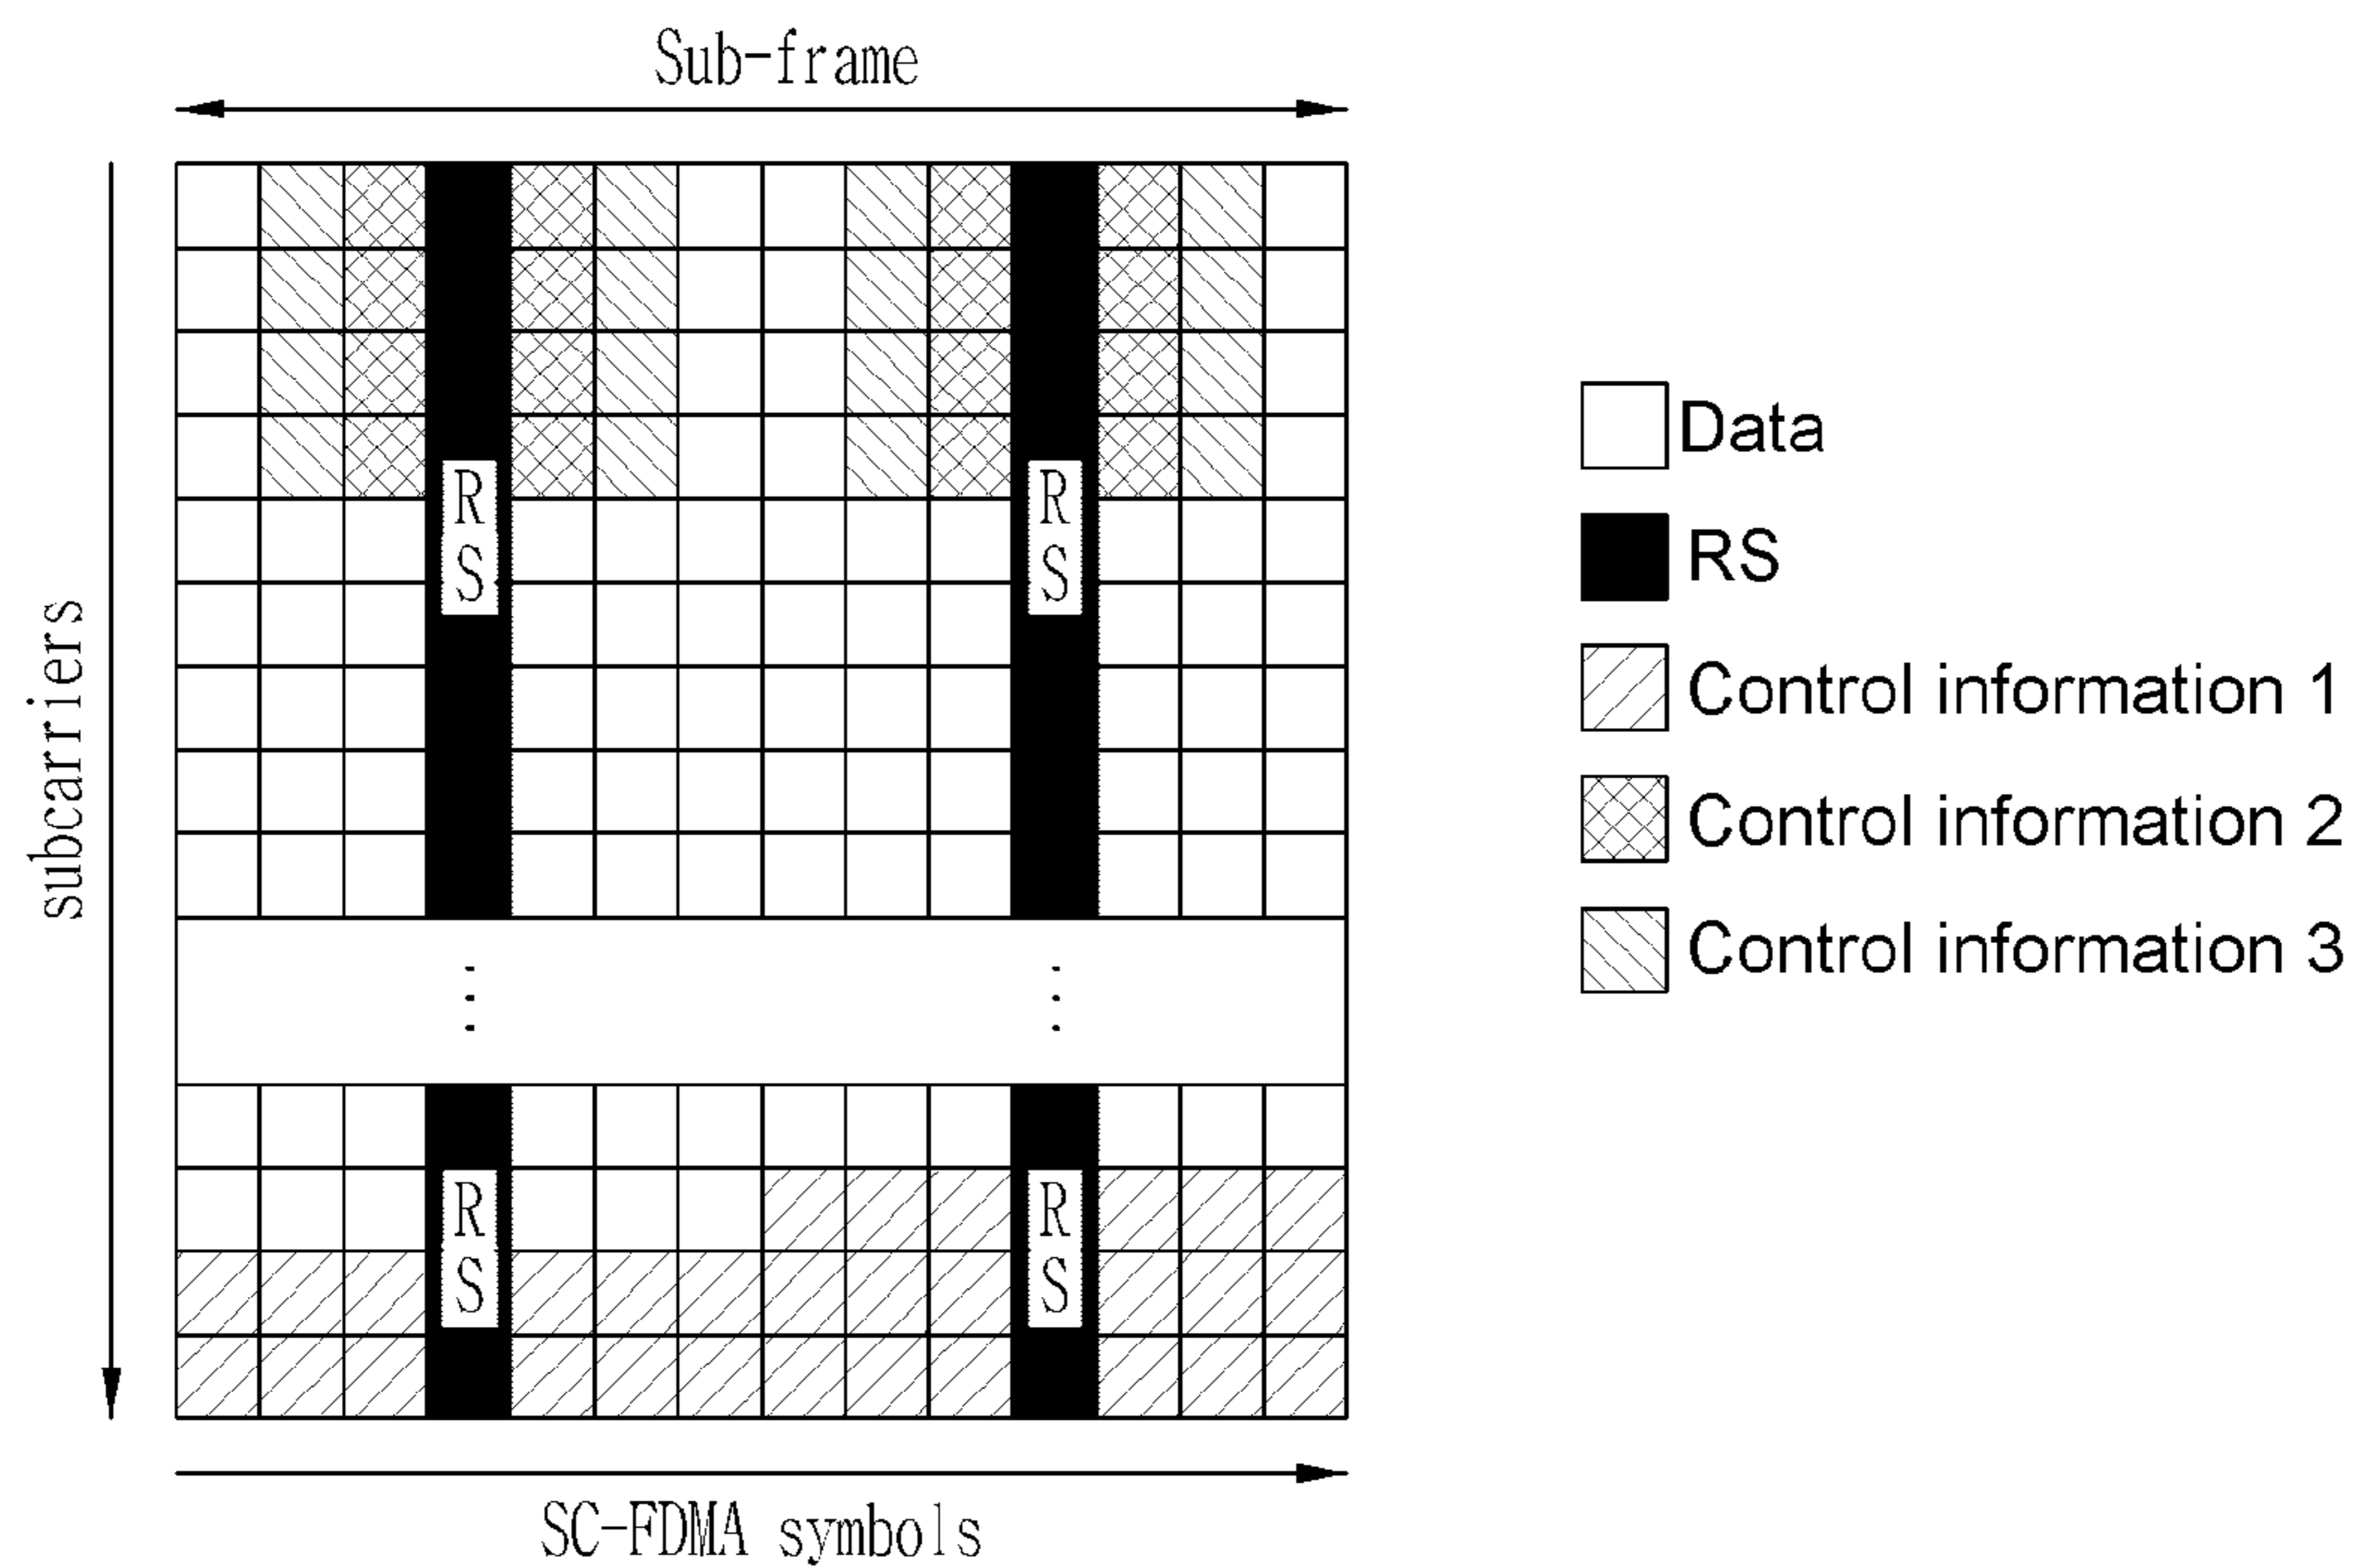 Sub-frame
subcarriers
R
S
R
S
R
S
R
S
SC-FDMA symbols
Data
RS
Control information 1
Control information 2
Control information 3